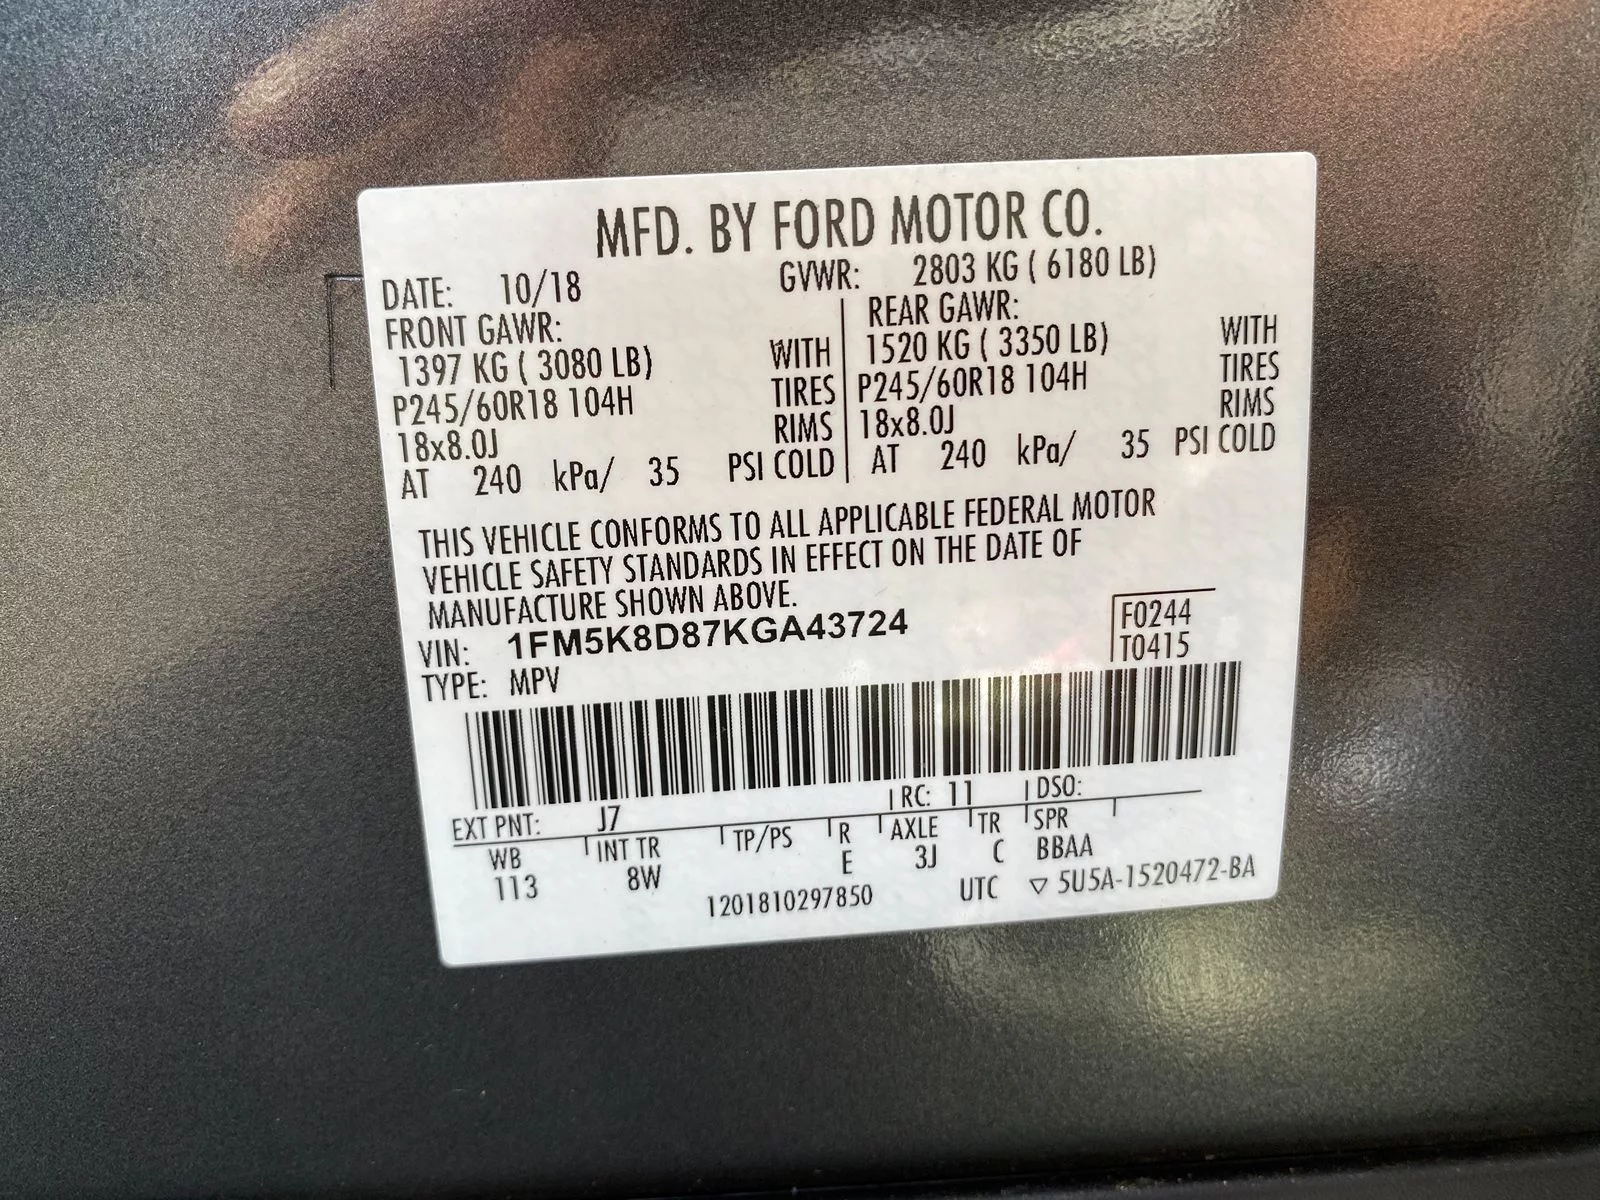 MFD. BY FORD MOTOR CO.
DATE: 10/18 GVWR: 2803 KG ( 6180 LB)
FRONT GAWR:
1397 KG ( 3080 LB) WITH
P245/60R18 104H TIRES
18x8.0J RIMS
AT 240 kPa/ 35 PSI COLD
REAR GAWR:
1520 KG ( 3350 LB) WITH
P245/60R18 104H TIRES
18x8.0J RIMS
AT 240 kPa/ 35 PSI COLD
THIS VEHICLE CONFORMS TO ALL APPLICABLE FEDERAL MOTOR
VEHICLE SAFETY STANDARDS IN EFFECT ON THE DATE OF
MANUFACTURE SHOWN ABOVE.
VIN: 1FM5K8D87KGA43724
TYPE: MPV
F0244
T0415
EXT PNT: J7 RC: 11 DSO:
WB INT TR TP/PS R AXLE TR SPR
113 8W E 3J C BBAA
1201810297850 UTC ▽ 5U5A-1520472-BA